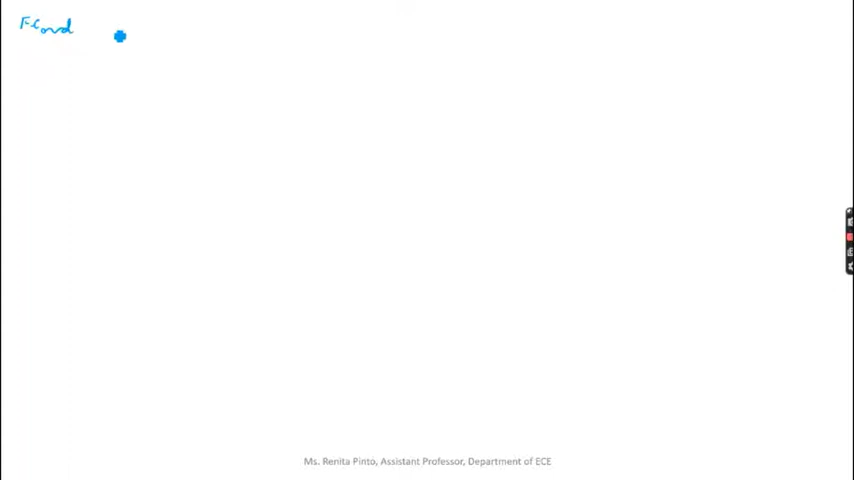 Ms. Renita Pinto, Assistant Professor, Department of ECE